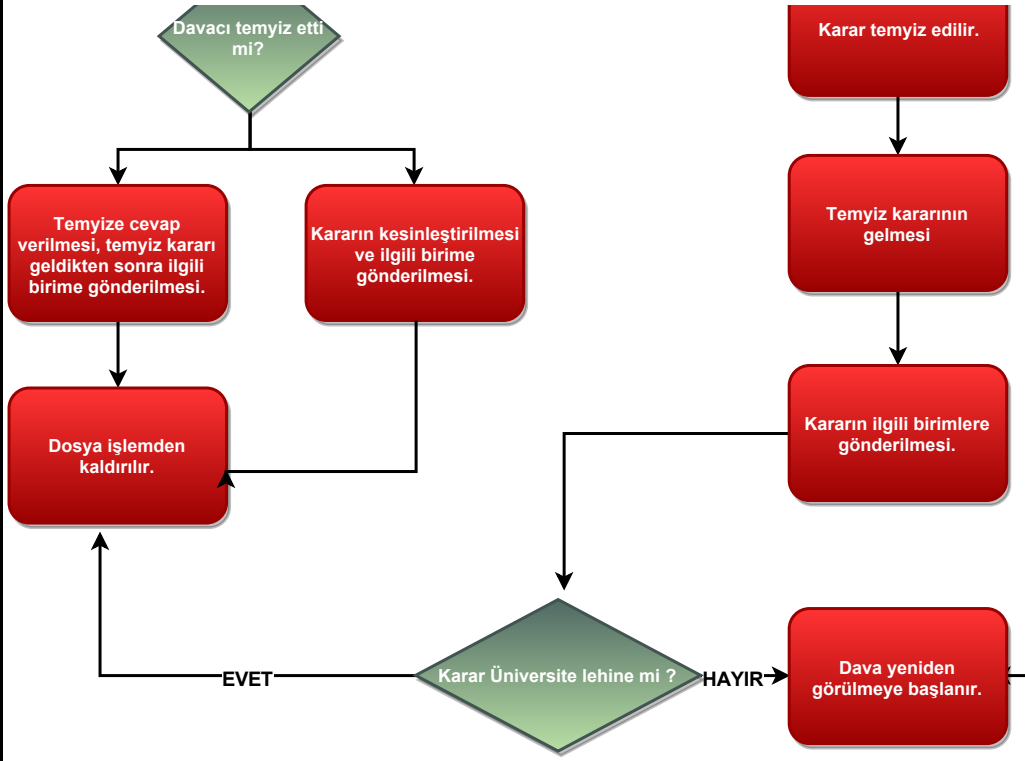 Davacı temyiz etti
mi?
Karar temyiz edilir.
Temyize cevap
verilmesi, temyiz kararı
geldikten sonra ilgili
birime gönderilmesi.
Kararın kesinleştirilmesi
ve ilgili birime
gönderilmesi.
Temyiz kararının
gelmesi
Dosya işlemden
kaldırılır.
Kararın ilgili birimlere
gönderilmesi.
EVET
Karar Üniversite lehine mi ?
HAYIR
Dava yeniden
görülmeye başlanır.